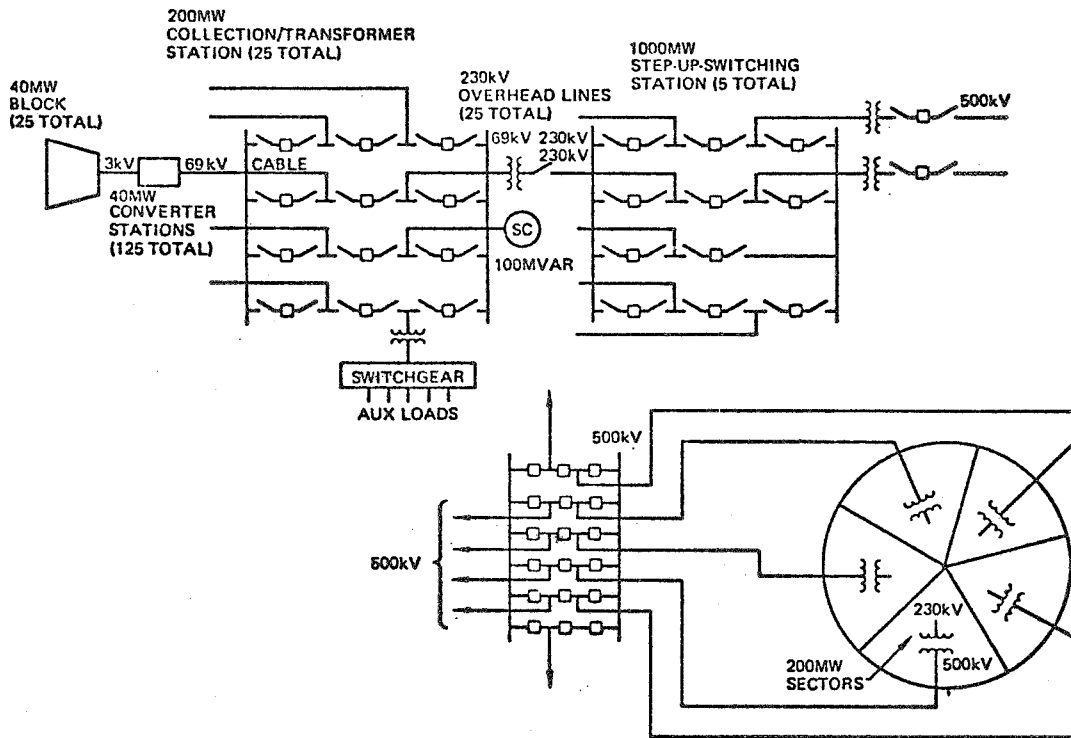 200MW
COLLECTION/TRANSFORMER
STATION (25 TOTAL)
1000MW
STEP-UP-SWITCHING
STATION (5 TOTAL)
230kV
OVERHEAD LINES
(25 TOTAL)
40MW
BLOCK
(25 TOTAL)
500kV
69kV
230kV
230kV
3kV
69kV
CABLE
40MW
CONVERTER
STATIONS
(125 TOTAL)
SC
100MVAR
SWITCHGEAR
AUX LOADS
500kV
500kV
230kV
200MW
SECTORS
500kV